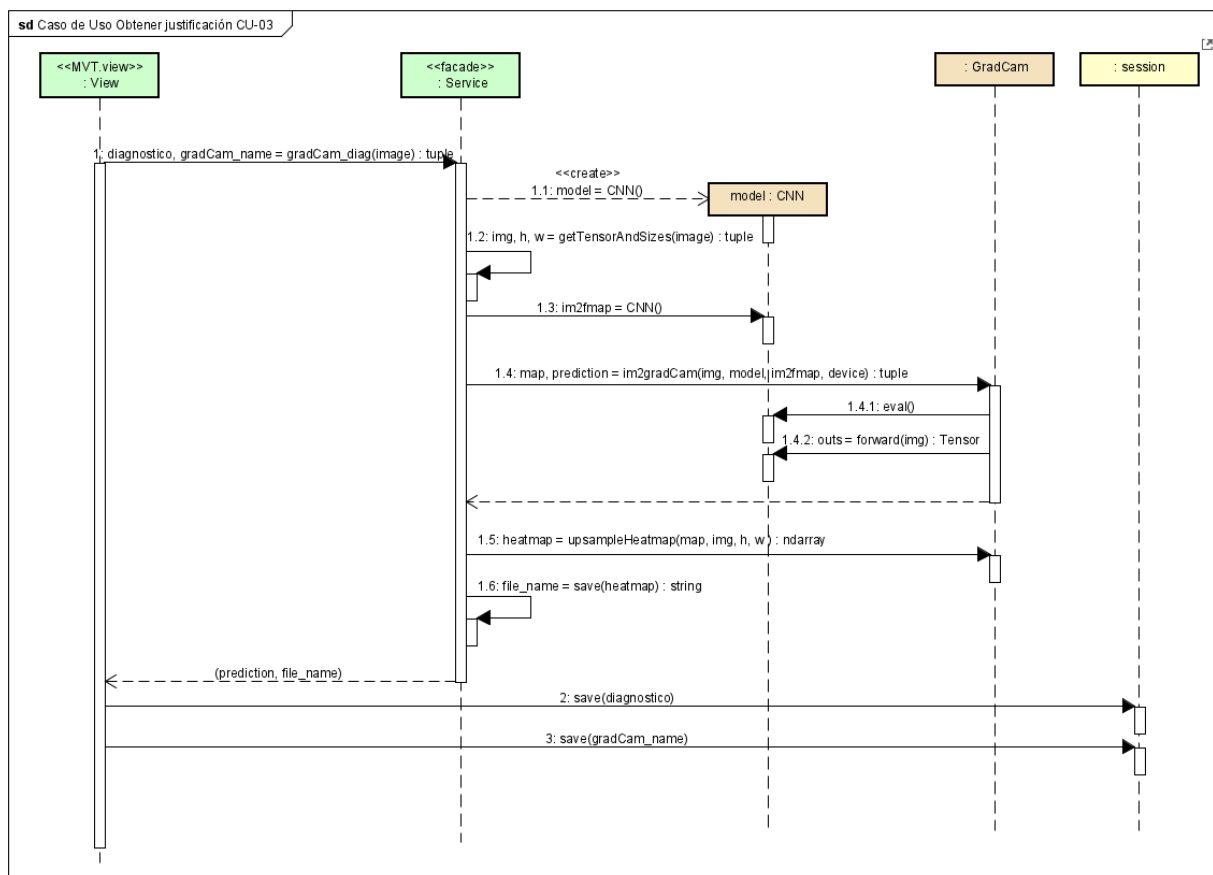 sd Caso de Uso Obtener justificación CU-03
<<MVT.view>>
: View
<<facade>>
: Service
: GradCam
: session
1: diagnostico, gradCam_name = gradCam_diag(image) : tuple
<<create>>
1.1: model = CNN()
model : CNN
1.2: img, h, w = getTensorAndSizes(image) : tuple
1.3: im2fmap = CNN()
1.4: map, prediction = im2gradCam(img, model, im2fmap, device) : tuple
1.4.1: eval()
1.4.2: outs = forward(img) : Tensor
1.5: heatmap = upsampleHeatmap(map, img, h, w ) : ndarray
1.6: file_name = save(heatmap) : string
(prediction, file_name)
2: save(diagnostico)
3: save(gradCam_name)